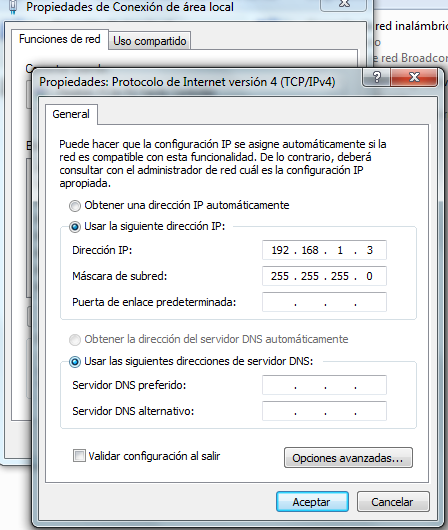 Propiedades de Conexión de área local
Funciones de red
Uso compartido
red inalámbric
e red Broadcor
Propiedades: Protocolo de Internet versión 4 (TCP/IPv4)
General
Puede hacer que la configuración IP se asigne automáticamente si la
red es compatible con esta funcionalidad. De lo contrario, deberá
consultar con el administrador de red cuál es la configuración IP
apropiada.
Obtener una dirección IP automáticamente
Usar la siguiente dirección IP:
Dirección IP: 192 . 168 . 1 . 3
Máscara de subred: 255 . 255 . 255 . 0
Puerta de enlace predeterminada: . . .
Obtener la dirección del servidor DNS automáticamente
Usar las siguientes direcciones de servidor DNS:
Servidor DNS preferido: . . .
Servidor DNS alternativo: . . .
Validar configuración al salir
Opciones avanzadas...
Aceptar
Cancelar